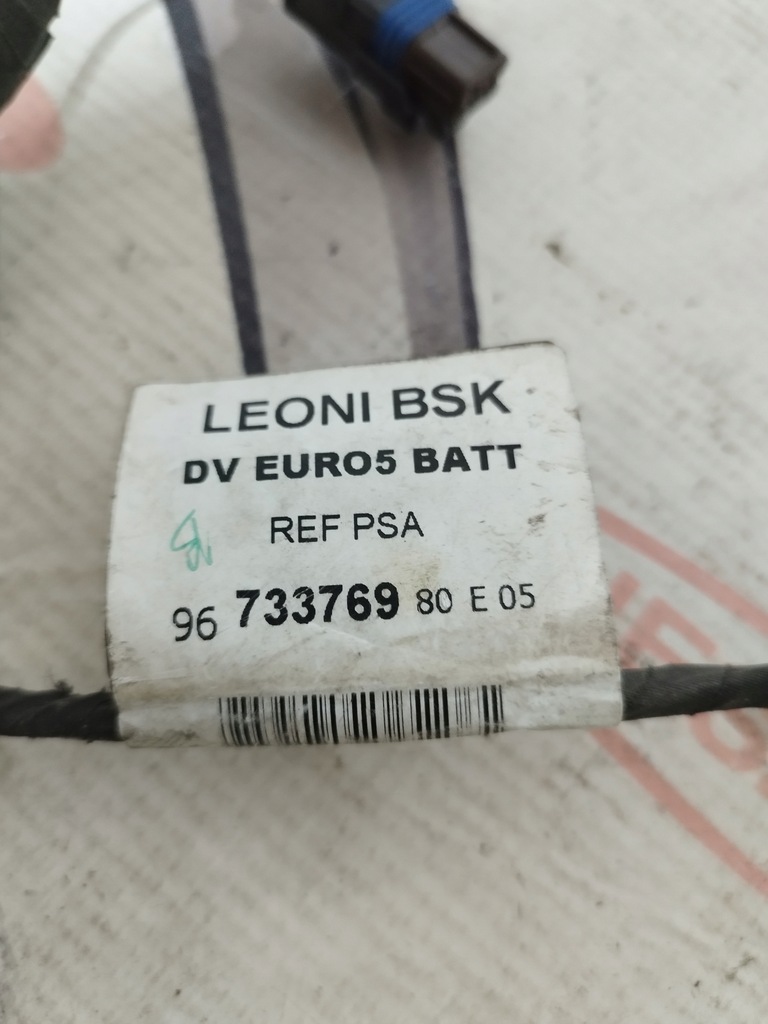 LEONI BSK
DV EURO5 BATT
REF PSA
96 733769 80 E 05